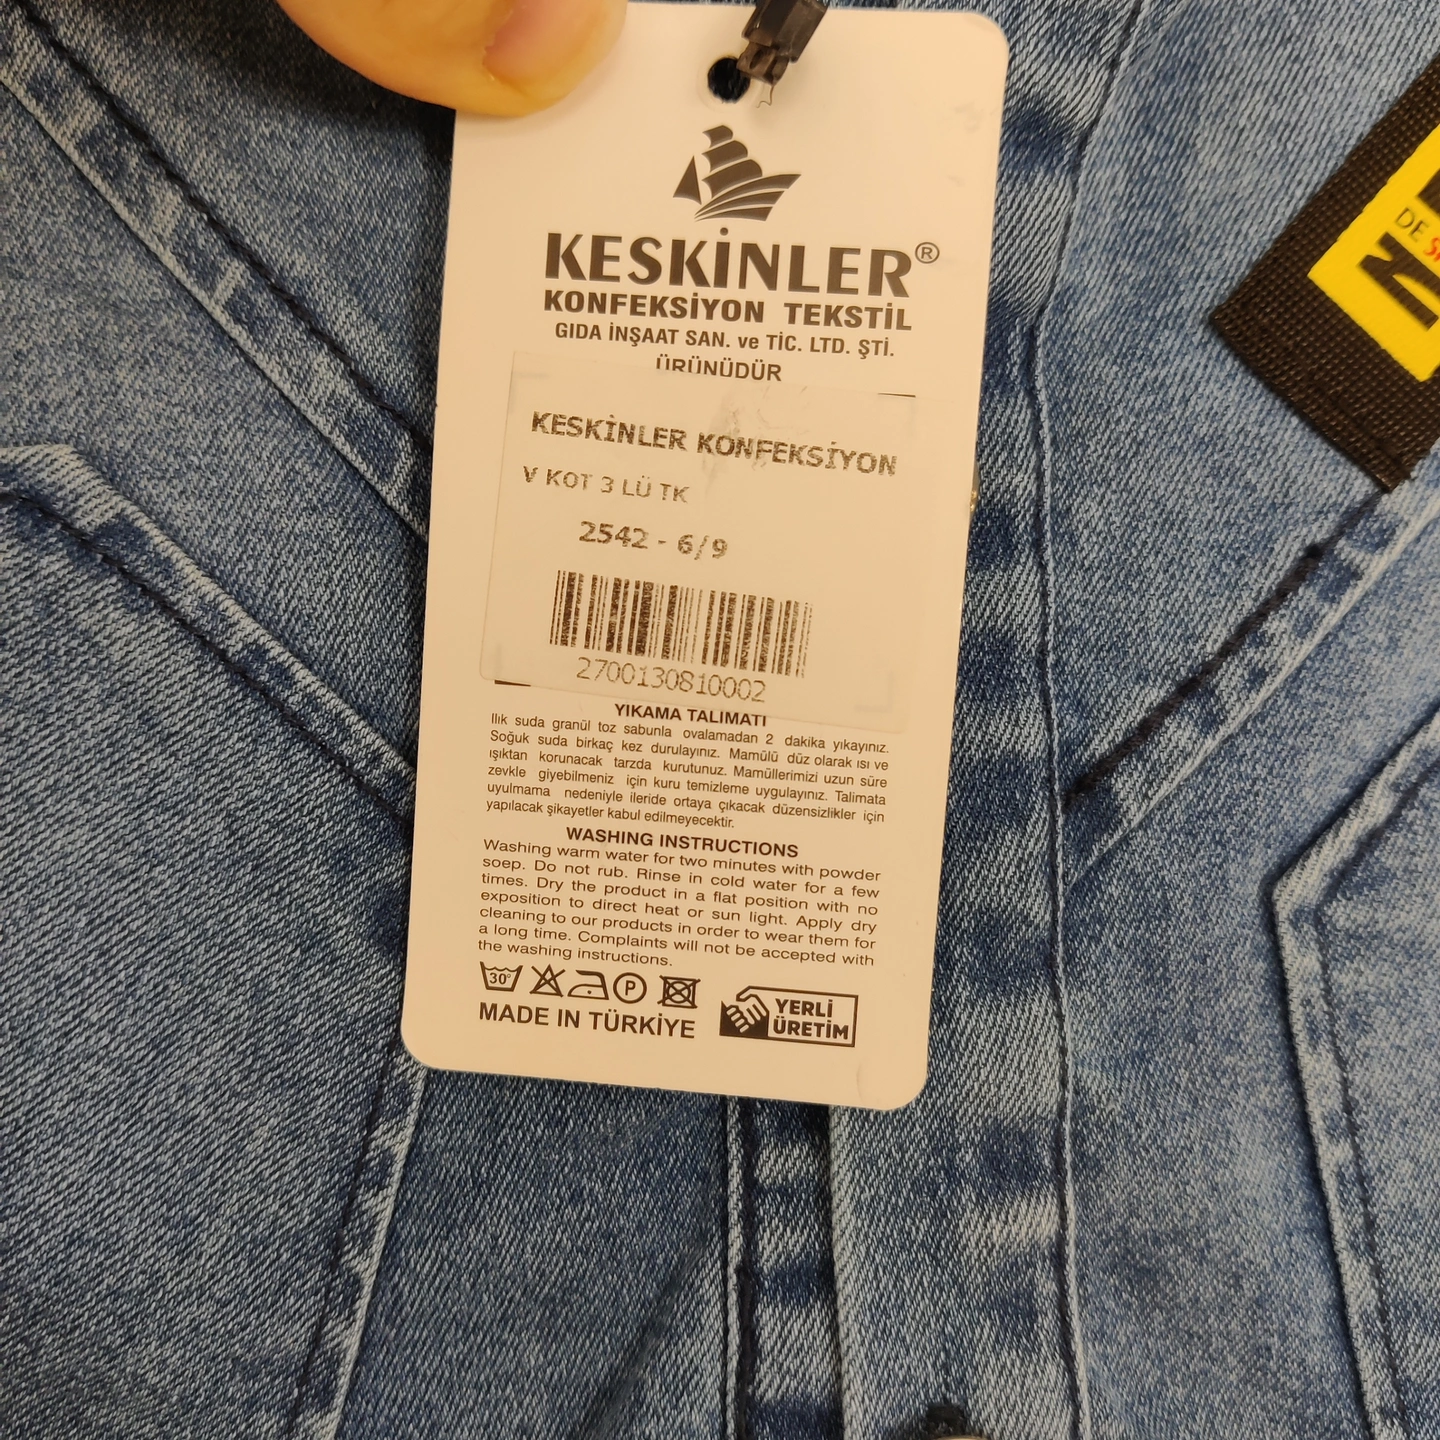 KESKİNLER®
KONFEKSİYON TEKSTİL
GIDA İNŞAAT SAN. ve TİC. LTD. ŞTİ.
ÜRÜNÜDÜR
KESKİNLER KONFEKSİYON
V KOT 3 LÜ TK
2542 - 6/9
2700130810002
YIKAMA TALIMATI
Ilık suda granül toz sabunla ovalamadan 2 dakika yıkayınız.
Soğuk suda birkaç kez durulayınız. Mamülü düz olarak ısı ve
ışıktan korunacak tarzda kurutunuz. Mamüllerimizi uzun süre
zevkle giyebilmeniz için kuru temizleme uygulayınız. Talimata
uyulmama nedeniyle ileride ortaya çıkacak düzensizlikler için
yapılacak şikayetler kabul edilmeyecektir.
WASHING INSTRUCTIONS
Washing warm water for two minutes with powder
soep. Do not rub. Rinse in cold water for a few
times. Dry the product in a flat position with no
exposition to direct heat or sun light. Apply dry
cleaning to our products in order to wear them for
a long time. Complaints will not be accepted with
the washing instructions.
30° P
MADE IN TÜRKİYE
YERLİ
ÜRETİM
DE